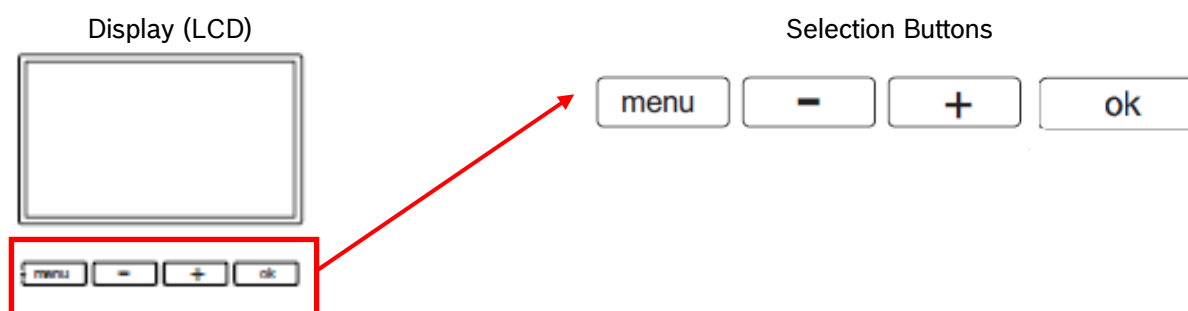 Display (LCD)
Selection Buttons
menu - + ok
menu - + ok